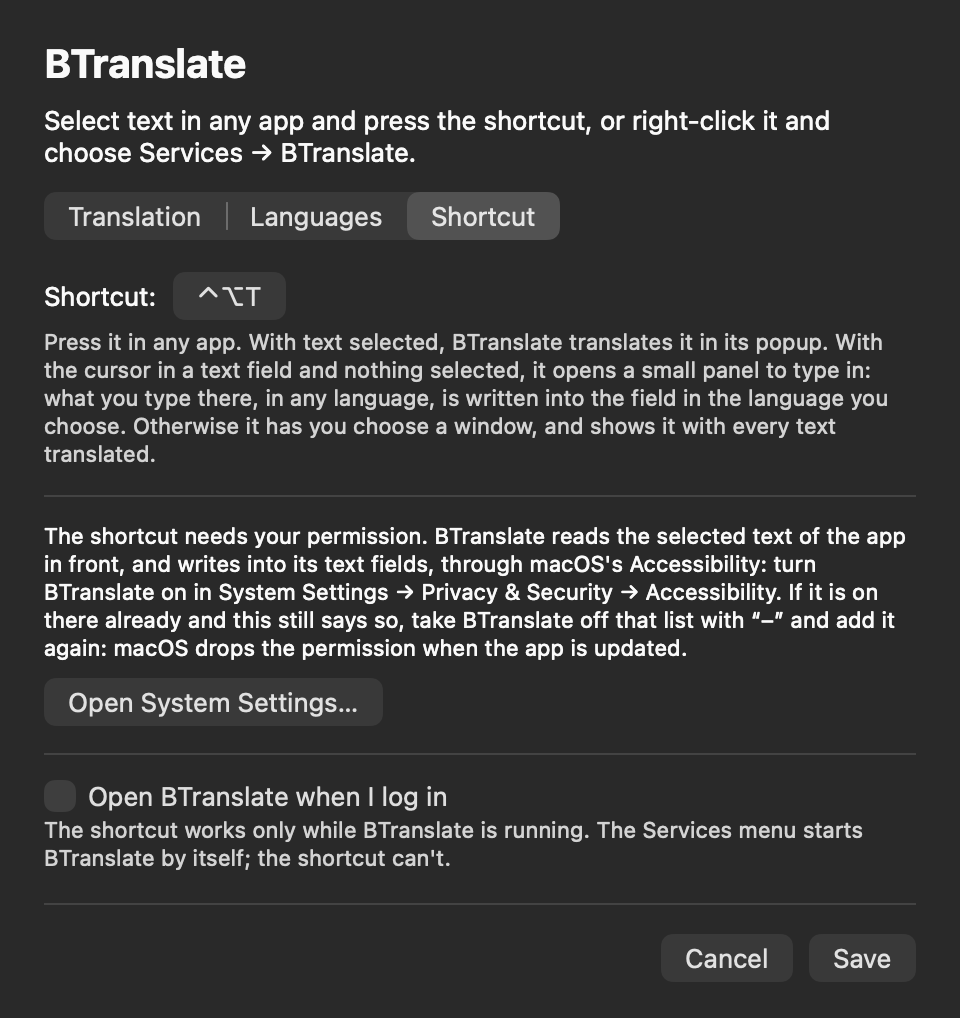 BTranslate
Select text in any app and press the shortcut, or right-click it and
choose Services → BTranslate.
Translation
Languages
Shortcut
Shortcut:
^⌥T
Press it in any app. With text selected, BTranslate translates it in its popup. With
the cursor in a text field and nothing selected, it opens a small panel to type in:
what you type there, in any language, is written into the field in the language you
choose. Otherwise it has you choose a window, and shows it with every text
translated.
The shortcut needs your permission. BTranslate reads the selected text of the app
in front, and writes into its text fields, through macOS's Accessibility: turn
BTranslate on in System Settings → Privacy & Security → Accessibility. If it is on
there already and this still says so, take BTranslate off that list with “–” and add it
again: macOS drops the permission when the app is updated.
Open System Settings...
Open BTranslate when I log in
The shortcut works only while BTranslate is running. The Services menu starts
BTranslate by itself; the shortcut can't.
Cancel
Save